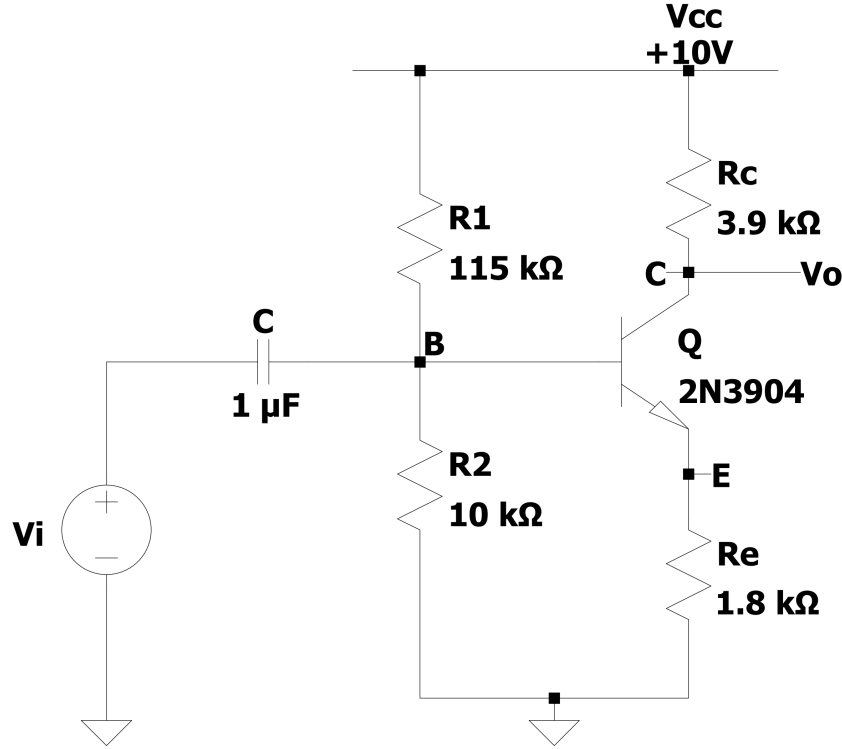 Vcc
+10V
Rc
3.9 kΩ
R1
115 kΩ
C
Vo
C
1 µF
B
Q
2N3904
R2
10 kΩ
E
Vi
+
−
Re
1.8 kΩ